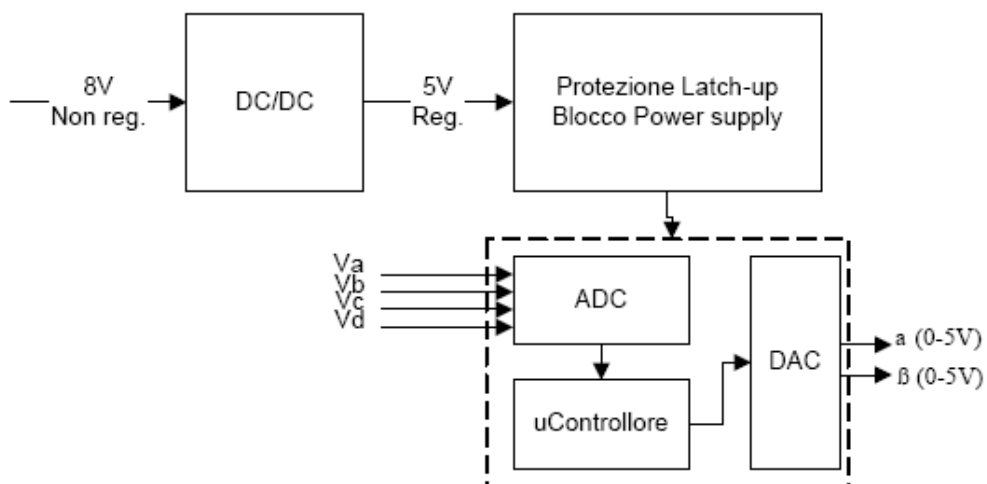 8V
Non reg.
DC/DC
5V
Reg.
Protezione Latch-up
Blocco Power supply
Va
Vb
Vc
Vd
ADC
uControllore
DAC
a (0-5V)
ß (0-5V)